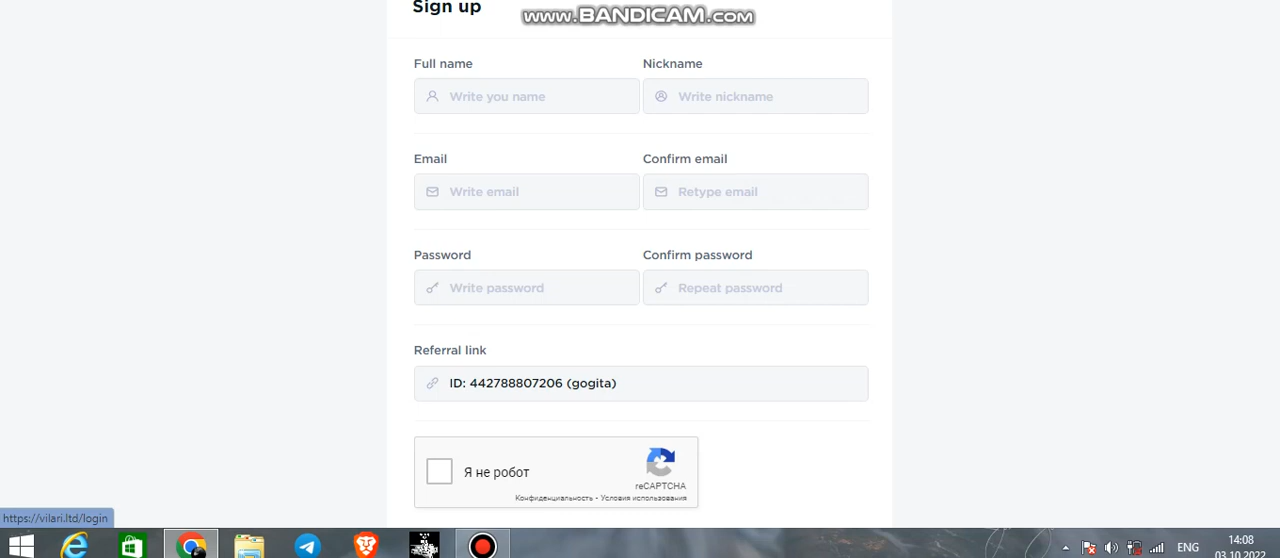 Sign up
www.BANDICAM.com
Full name
Nickname
Write you name
Write nickname
Email
Confirm email
Write email
Retype email
Password
Confirm password
Write password
Repeat password
Referral link
ID: 442788807206 (gogita)
Я не робот
reCAPTCHA
Конфиденциальность - Условия использования
https://vilari.ltd/login
ENG
14:08